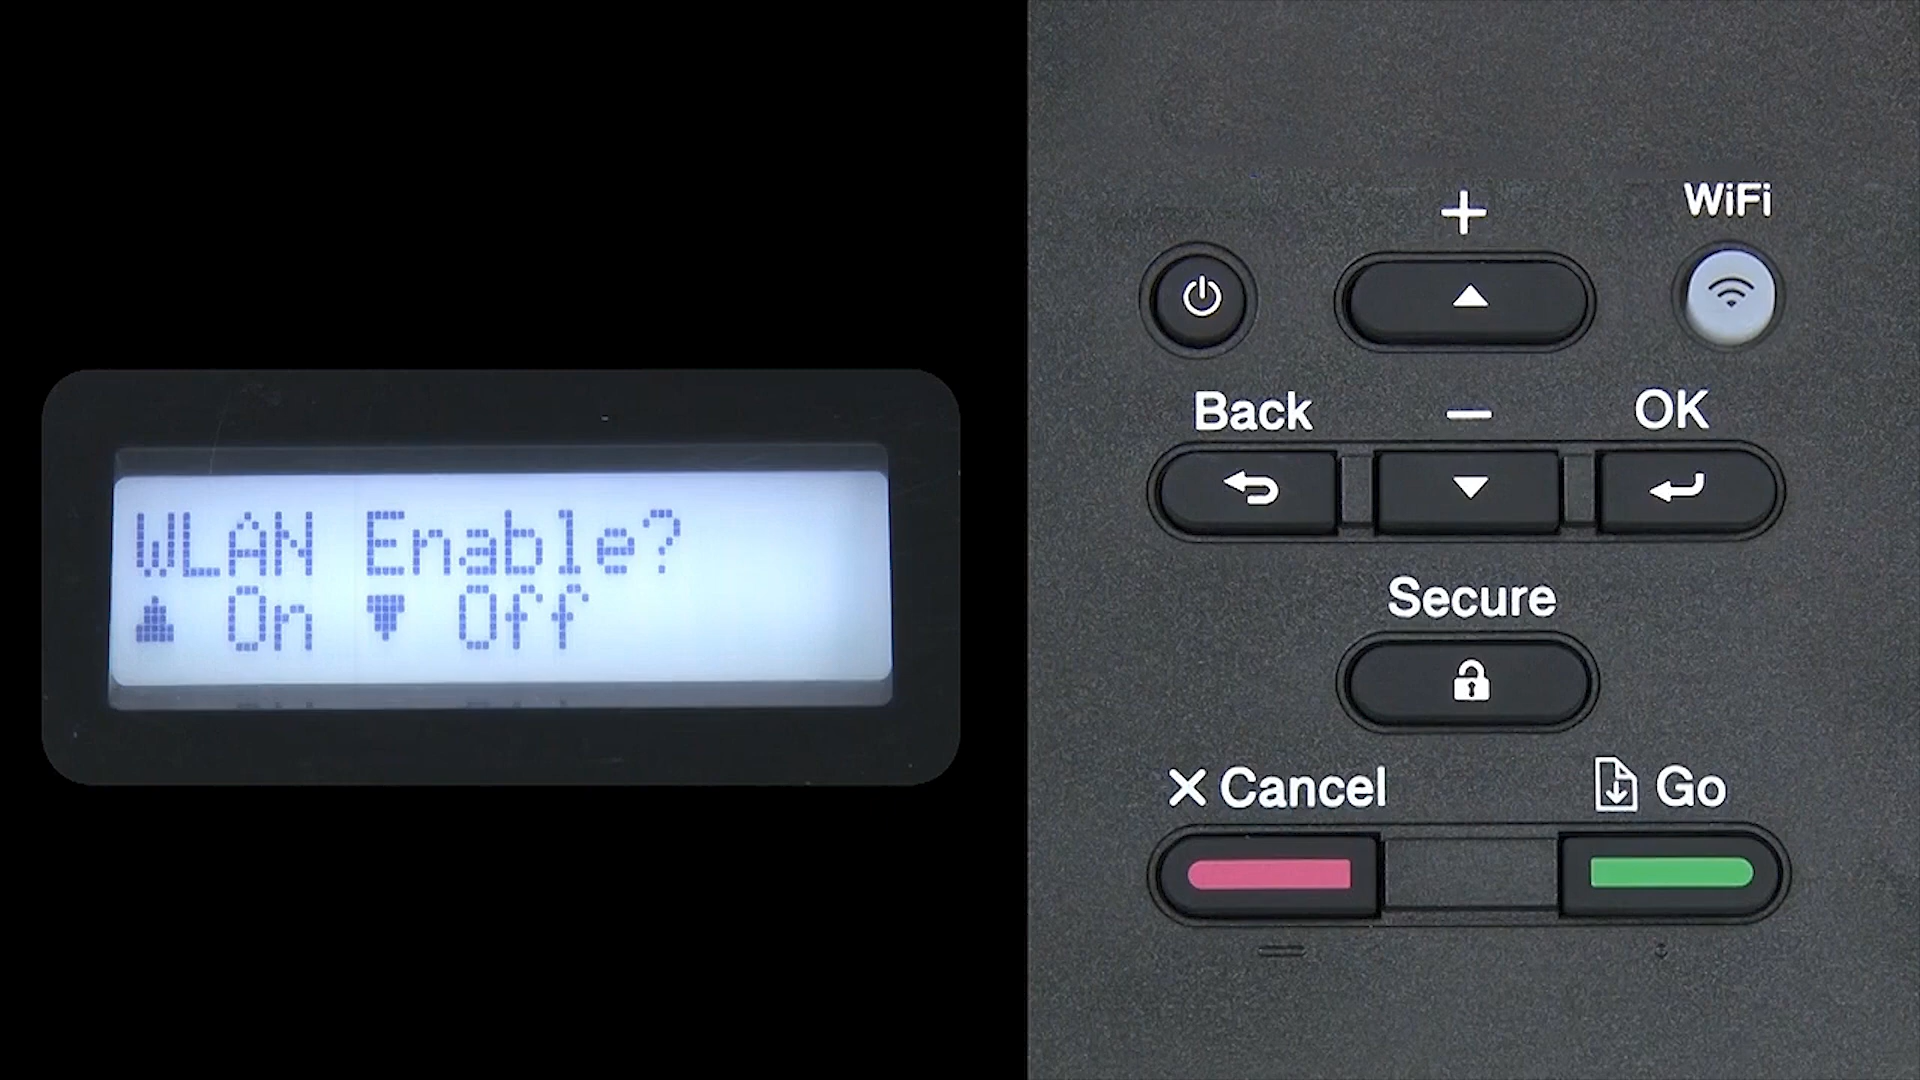 WLAN Enable?
▲ On ▼ Off
+
WiFi
Back
—
OK
Secure
X Cancel
Go